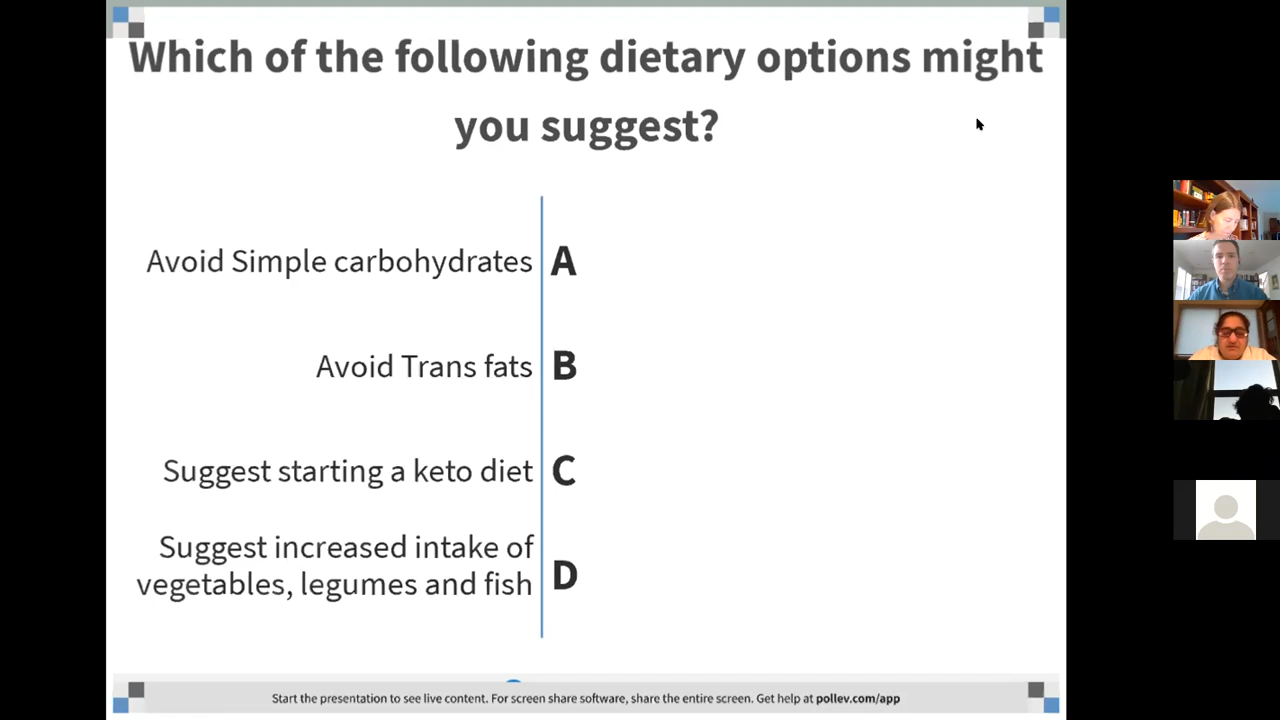 Which of the following dietary options might
you suggest?
Avoid Simple carbohydrates A
Avoid Trans fats B
Suggest starting a keto diet C
Suggest increased intake of
vegetables, legumes and fish D
Start the presentation to see live content. For screen share software, share the entire screen. Get help at pollev.com/app